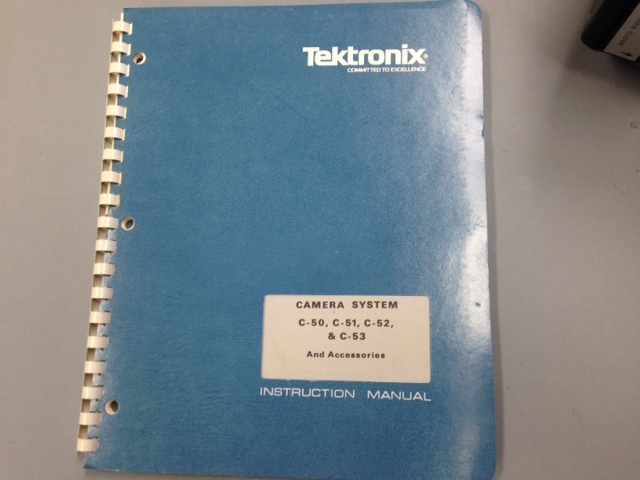 Tektronix®
COMMITTED TO EXCELLENCE
CAMERA SYSTEM
C-50, C-51, C-52,
& C-53
And Accessories
INSTRUCTION MANUAL